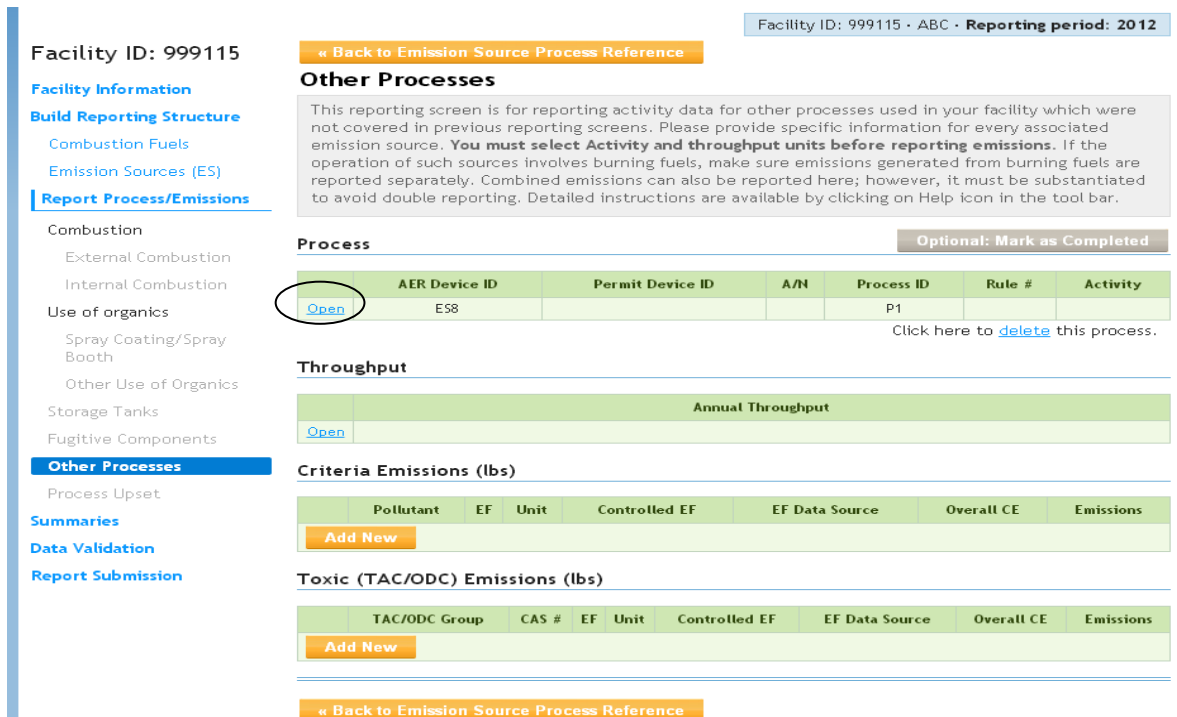 Facility ID: 999115 · ABC · Reporting period: 2012
Facility ID: 999115
Facility Information
Build Reporting Structure
Combustion Fuels
Emission Sources (ES)
Report Process/Emissions
Combustion
External Combustion
Internal Combustion
Use of organics
Spray Coating/Spray
Booth
Other Use of Organics
Storage Tanks
Fugitive Components
Other Processes
Process Upset
Summaries
Data Validation
Report Submission
« Back to Emission Source Process Reference
Other Processes
This reporting screen is for reporting activity data for other processes used in your facility which were
not covered in previous reporting screens. Please provide specific information for every associated
emission source. You must select Activity and throughput units before reporting emissions. If the
operation of such sources involves burning fuels, make sure emissions generated from burning fuels are
reported separately. Combined emissions can also be reported here; however, it must be substantiated
to avoid double reporting. Detailed instructions are available by clicking on Help icon in the tool bar.
Process
Optional: Mark as Completed
AER Device ID Permit Device ID A/N Process ID Rule # Activity
Open ES8 P1
Click here to delete this process.
Throughput
Annual Throughput
Open
Criteria Emissions (lbs)
Pollutant EF Unit Controlled EF EF Data Source Overall CE Emissions
Add New
Toxic (TAC/ODC) Emissions (lbs)
TAC/ODC Group CAS # EF Unit Controlled EF EF Data Source Overall CE Emissions
Add New
« Back to Emission Source Process Reference